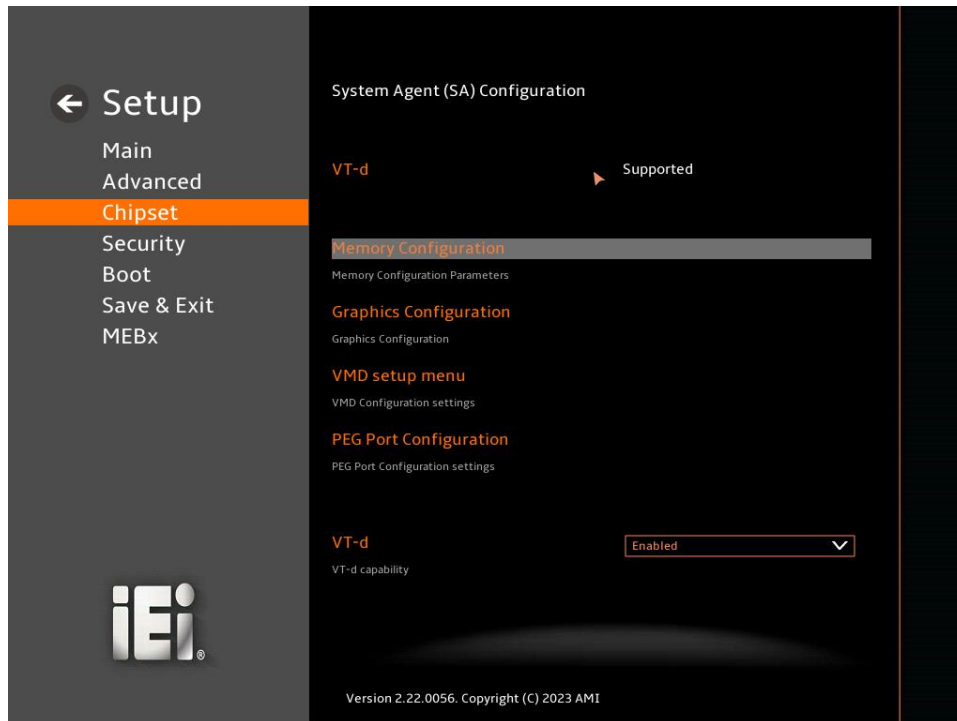 Setup
Main
Advanced
Chipset
Security
Boot
Save & Exit
MEBx
iEi®
System Agent (SA) Configuration
VT-d Supported
Memory Configuration
Memory Configuration Parameters
Graphics Configuration
Graphics Configuration
VMD setup menu
VMD Configuration settings
PEG Port Configuration
PEG Port Configuration settings
VT-d Enabled
VT-d capability
Version 2.22.0056. Copyright (C) 2023 AMI